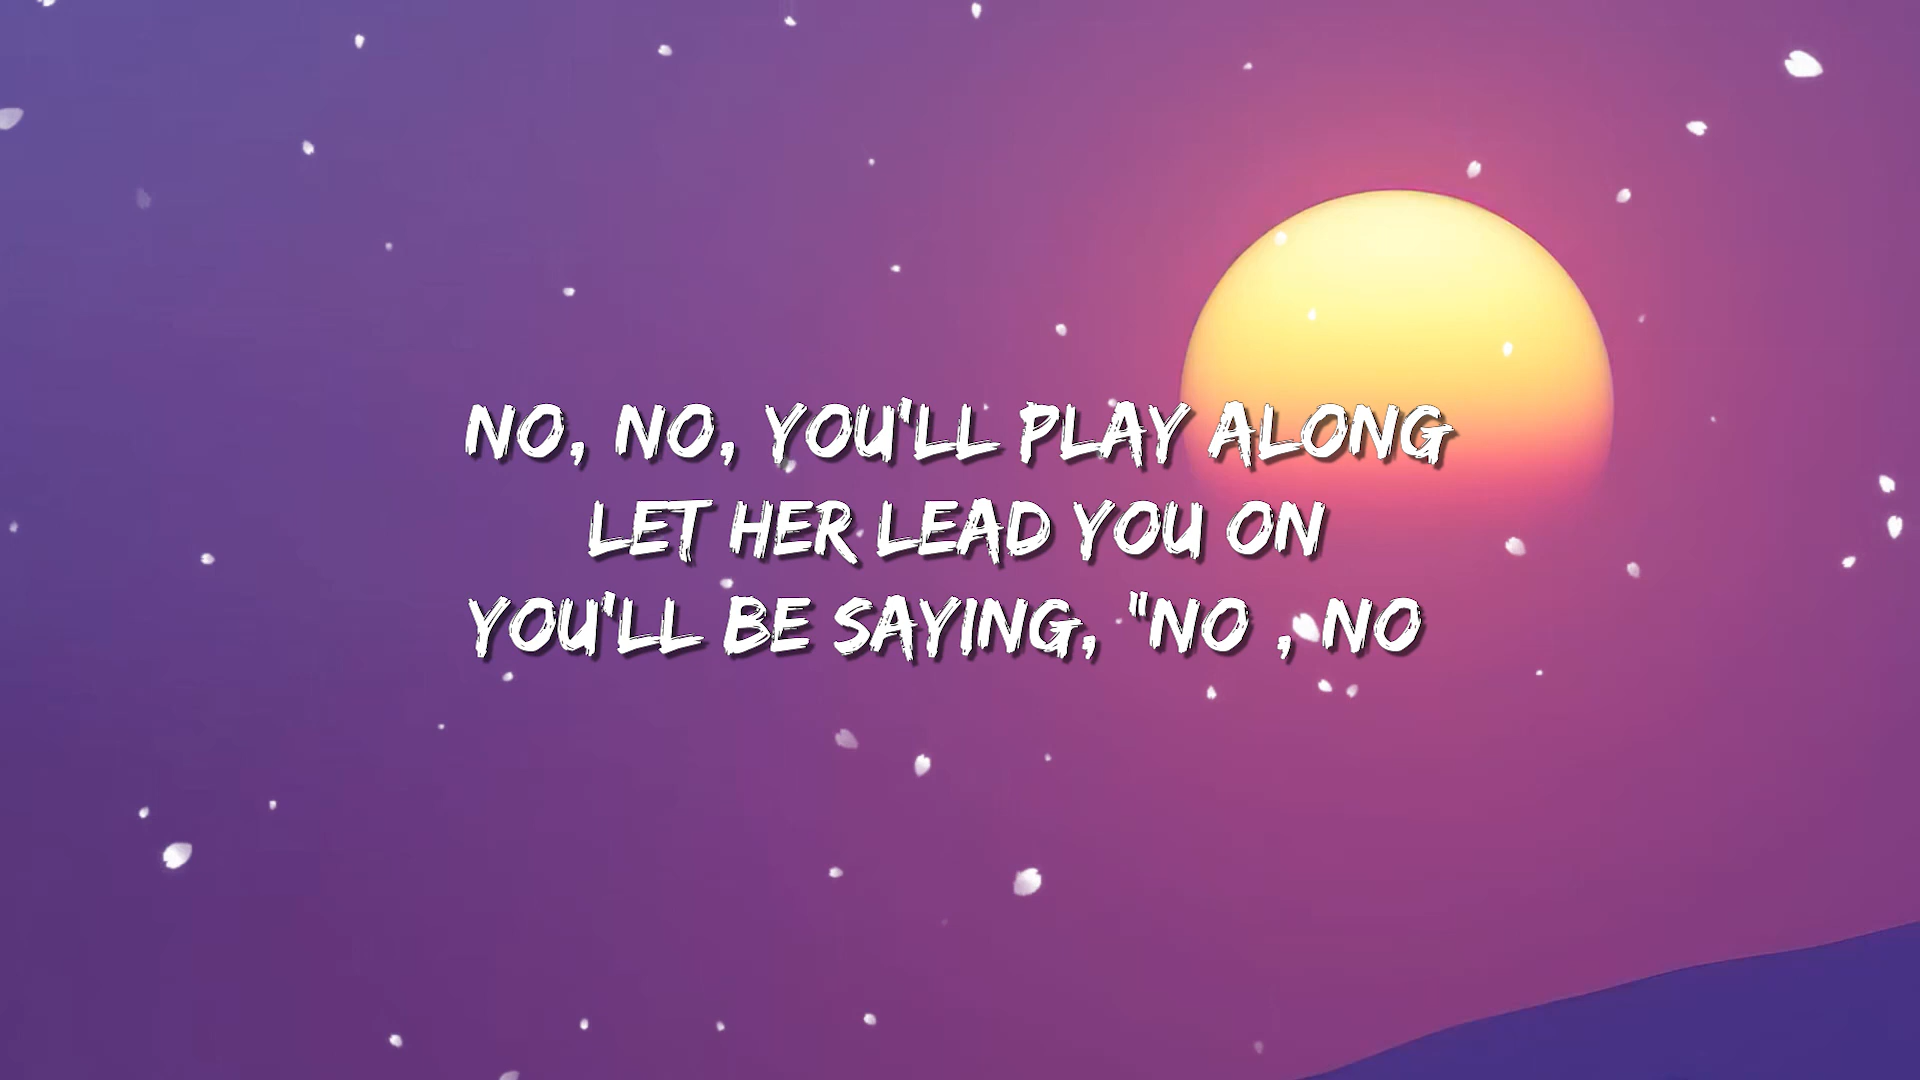 NO, NO, YOU'LL PLAY ALONG
LET HER LEAD YOU ON
YOU'LL BE SAYING, "NO , NO